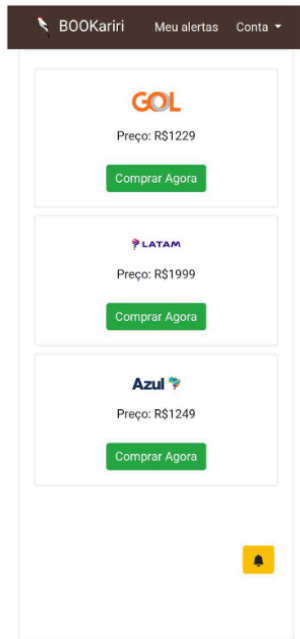 BOOKariri Meu alertas Conta
GOL
Preço: R$1229
Comprar Agora
LATAM
Preço: R$1999
Comprar Agora
Azul
Preço: R$1249
Comprar Agora